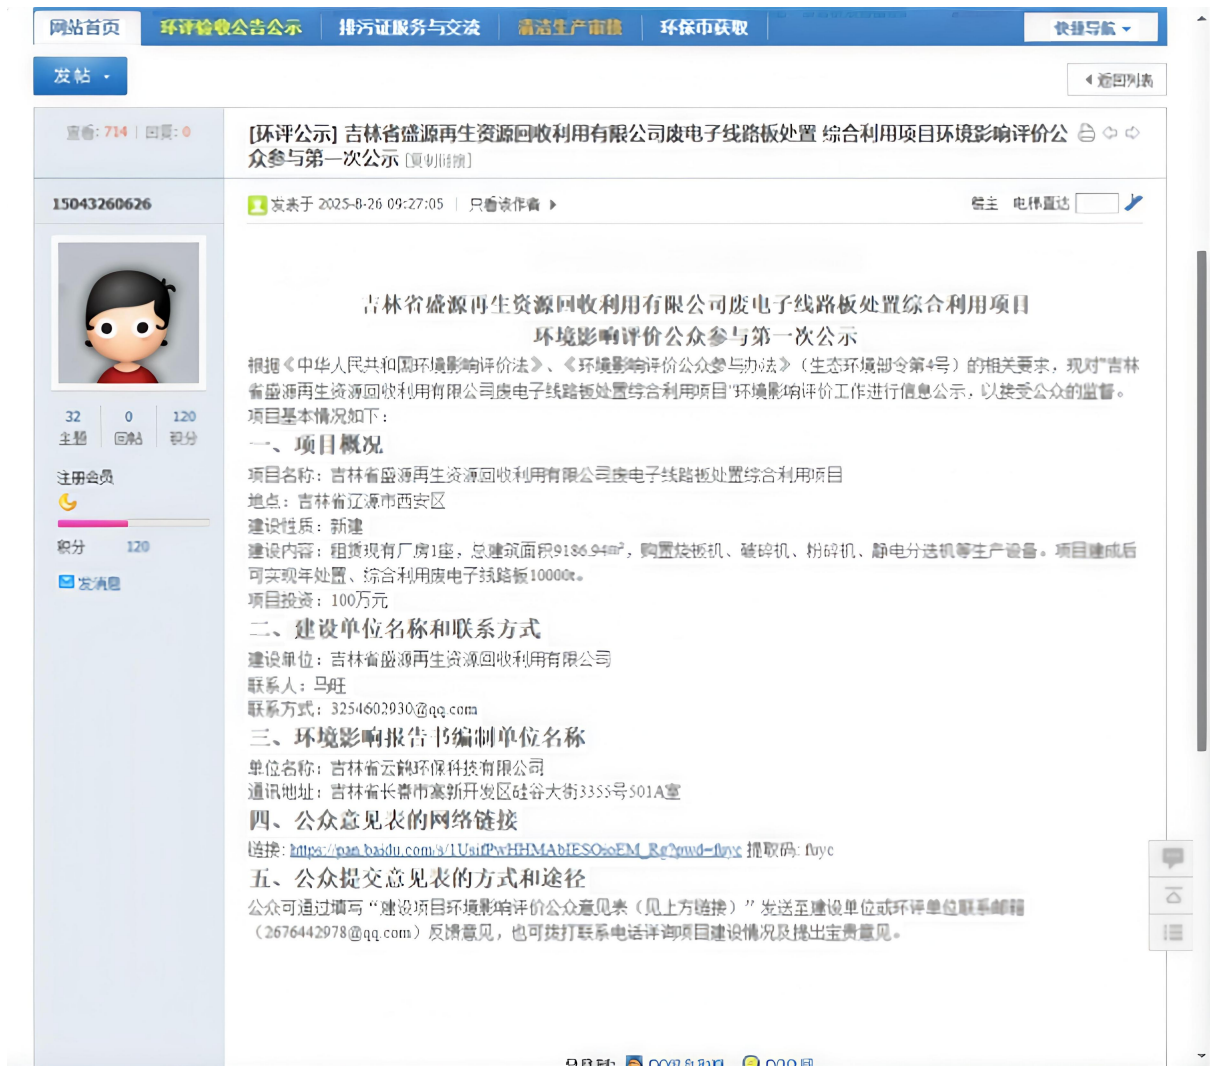 网站首页 环评验收公告公示 排污证服务与交流 清洁生产审核 环保币获取 快捷导航
发帖
返回列表
查看: 714 回复: 0
[环评公示] 吉林省盛源再生资源回收利用有限公司废电子线路板处置 综合利用项目环境影响评价公
众参与第一次公示 [复制链接]
15043260626
发表于 2025-8-26 09:27:05 只看该作者
楼主 电梯直达
吉林省盛源再生资源回收利用有限公司废电子线路板处置综合利用项目
环境影响评价公众参与第一次公示
根据《中华人民共和国环境影响评价法》、《环境影响评价公众参与办法》（生态环境部令第4号）的相关要求，现对"吉林
省盛源再生资源回收利用有限公司废电子线路板处置综合利用项目"环境影响评价工作进行信息公示，以接受公众的监督。
项目基本情况如下：
一、项目概况
项目名称：吉林省盛源再生资源回收利用有限公司废电子线路板处置综合利用项目
地点：吉林省辽源市西安区
建设性质：新建
建设内容：租赁现有厂房1座，总建筑面积9186.94m²，购置烧板机、破碎机、粉碎机、静电分选机等生产设备。项目建成后
可实现年处置、综合利用废电子线路板10000t。
项目投资：100万元
二、建设单位名称和联系方式
建设单位：吉林省盛源再生资源回收利用有限公司
联系人：马旺
联系方式：3254602930@qq.com
三、环境影响报告书编制单位名称
单位名称：吉林省云鹤环保科技有限公司
通讯地址：吉林省长春市高新开发区硅谷大街3355号501A室
四、公众意见表的网络链接
链接: 提取码: fuyc
五、公众提交意见表的方式和途径
公众可通过填写“建设项目环境影响评价公众意见表（见上方链接）”发送至建设单位或环评单位联系邮箱
（2676442978@qq.com）反馈意见，也可拨打联系电话详询项目建设情况及提出宝贵意见。
32 0 120
主题 回帖 积分
注册会员
积分 120
发消息